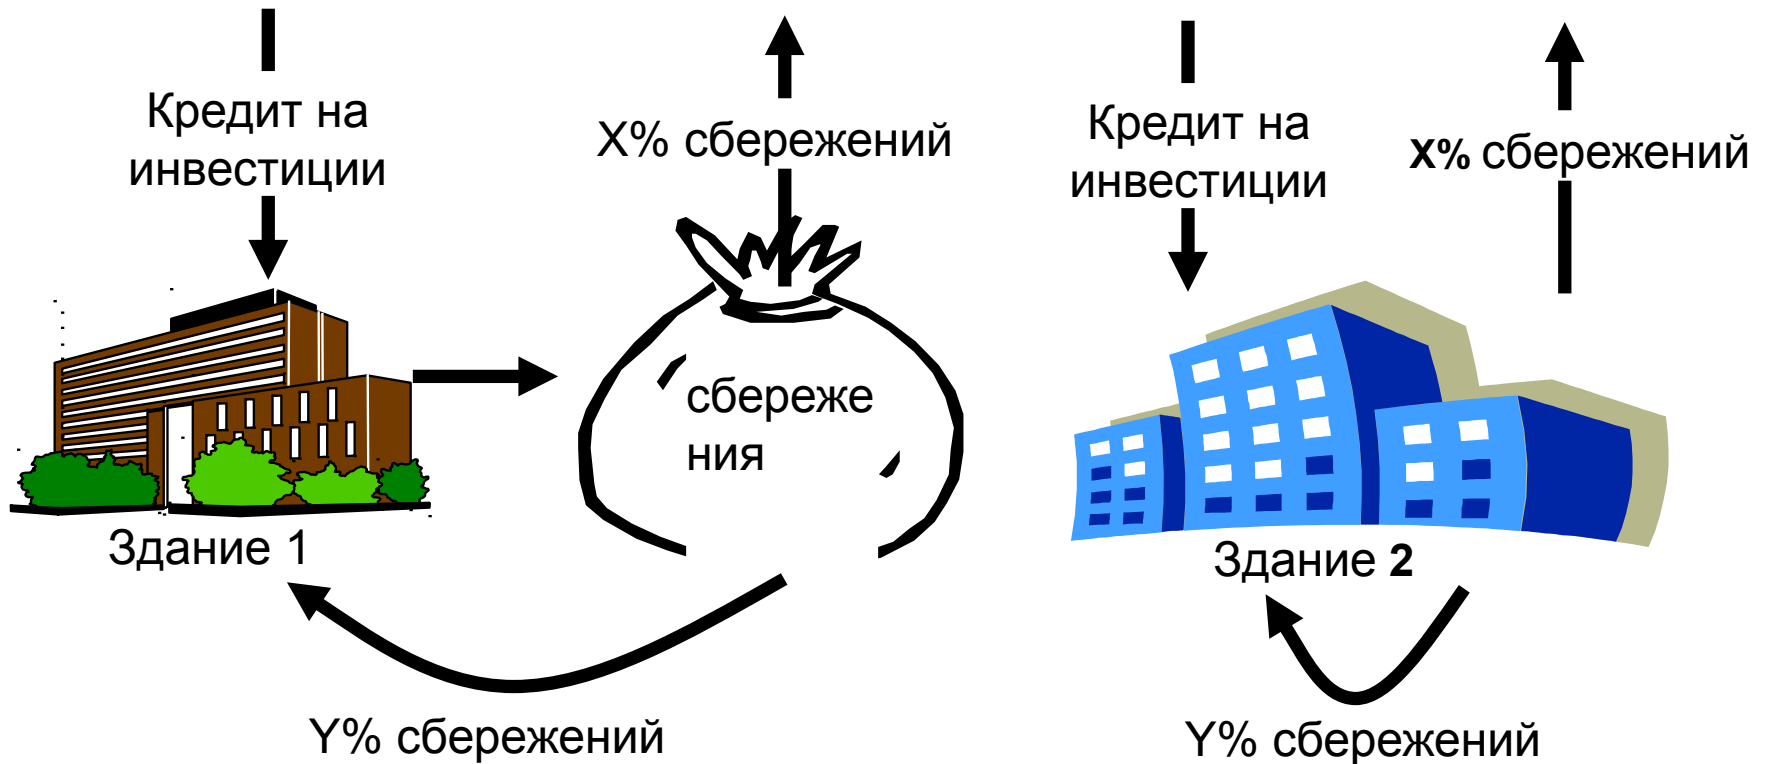 Кредит на
инвестиции
X% сбережений
Кредит на
инвестиции
X% сбережений
сбереже
ния
Здание 1
Здание 2
Y% сбережений
Y% сбережений